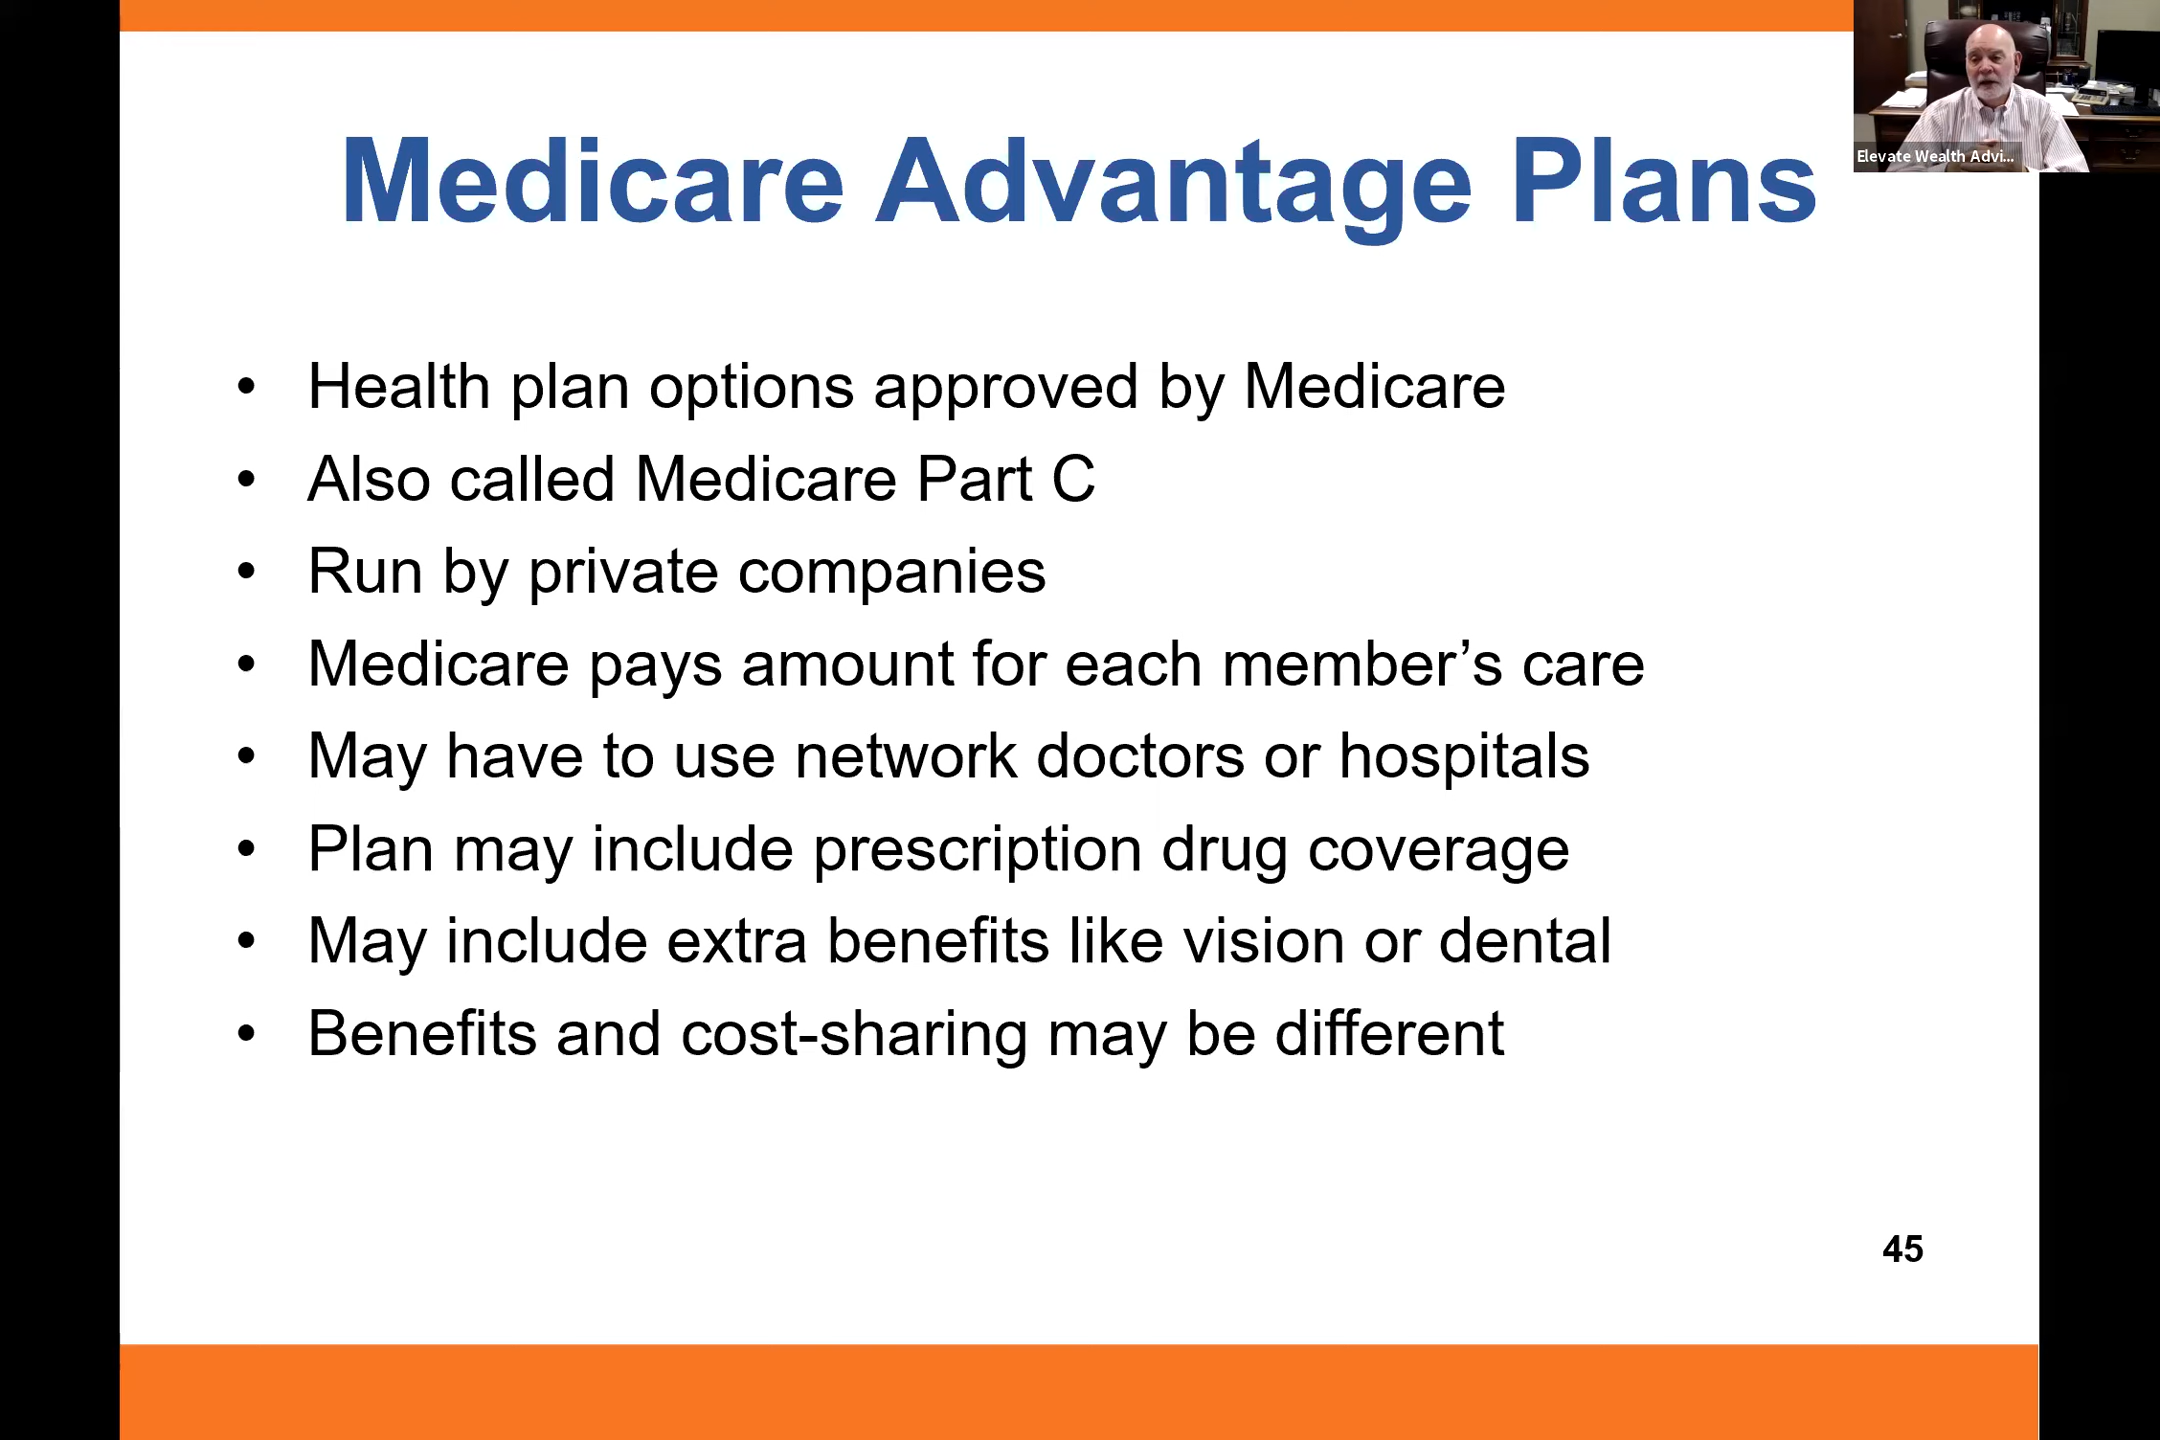 Medicare Advantage Plans
Elevate Wealth Advi...
• Health plan options approved by Medicare
• Also called Medicare Part C
• Run by private companies
• Medicare pays amount for each member’s care
• May have to use network doctors or hospitals
• Plan may include prescription drug coverage
• May include extra benefits like vision or dental
• Benefits and cost-sharing may be different
45